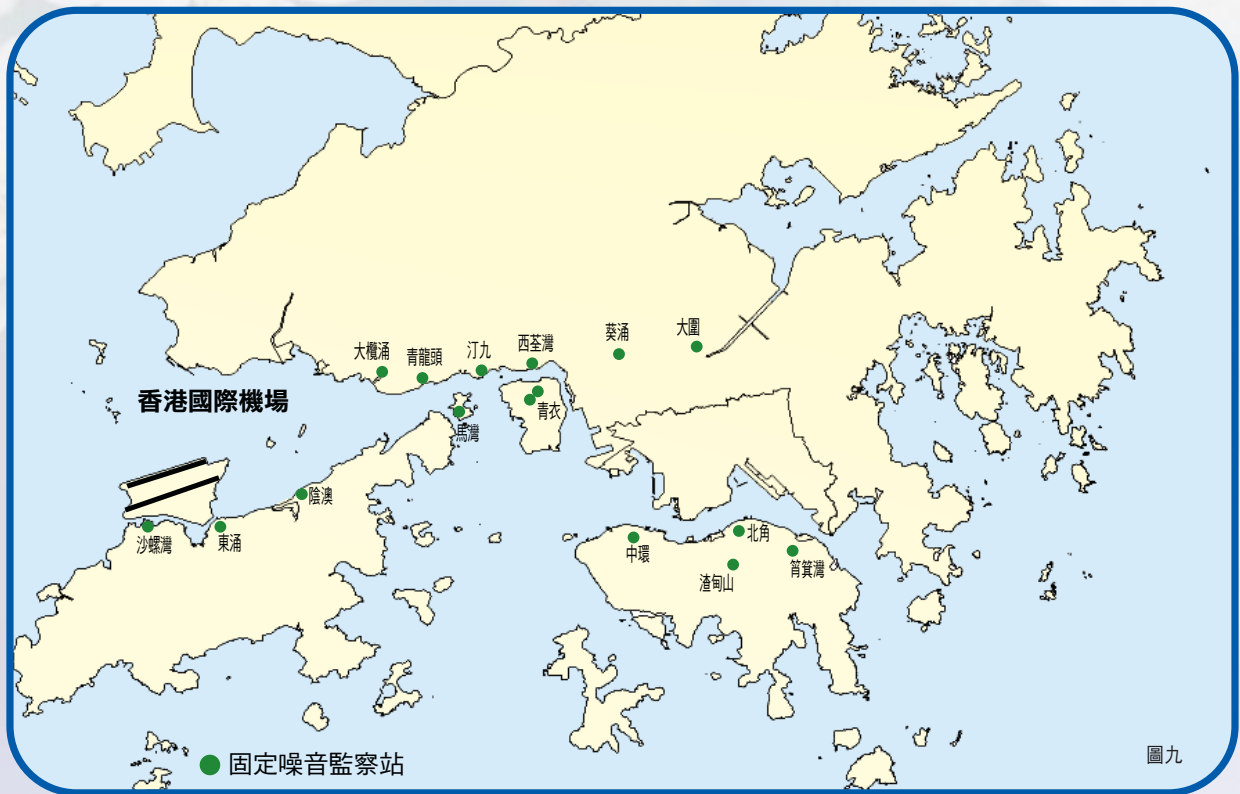 大圍
葵涌
西荃灣
汀九
大欖涌
青龍頭
香港國際機場
青衣
馬灣
陰澳
沙螺灣
東涌
中環
北角
筲箕灣
渣甸山
固定噪音監察站
圖九